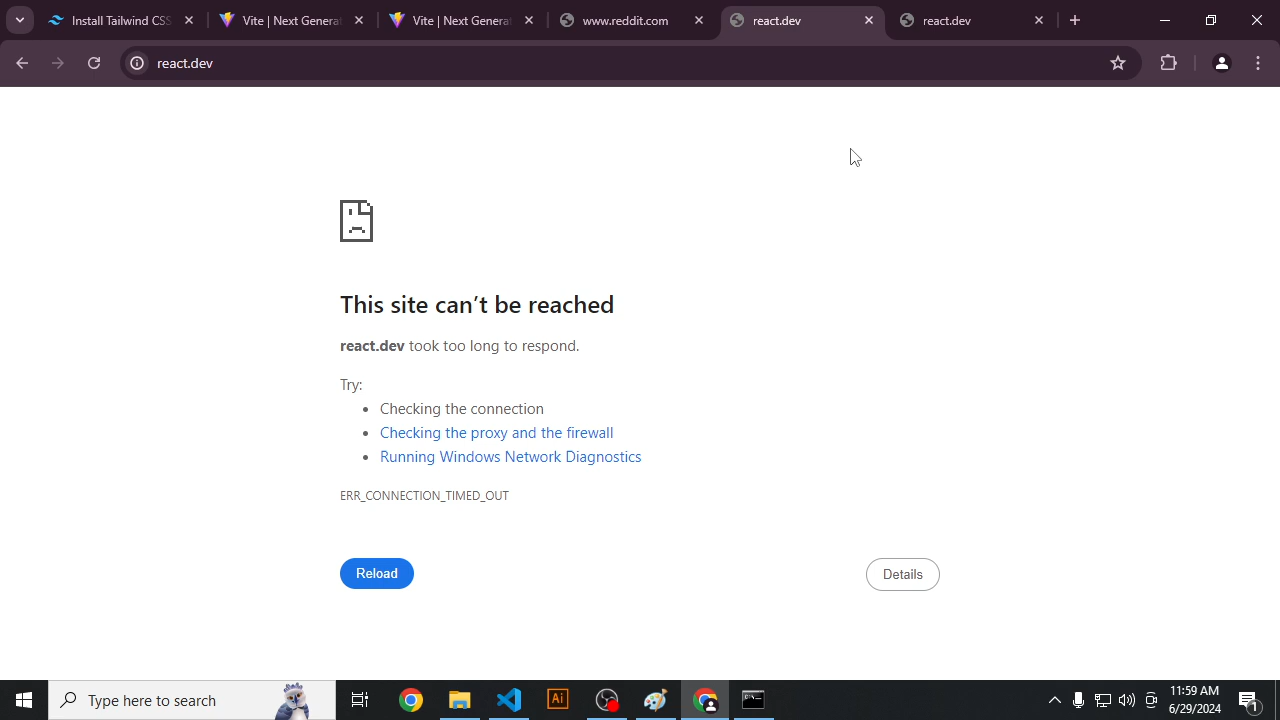 Install Tailwind CSS
Vite | Next Generat
Vite | Next Generat
www.reddit.com
react.dev
react.dev
react.dev
This site can’t be reached
react.dev took too long to respond.
Try:
• Checking the connection
• Checking the proxy and the firewall
• Running Windows Network Diagnostics
ERR_CONNECTION_TIMED_OUT
Reload
Details
Type here to search
Ai
11:59 AM
6/29/2024
1